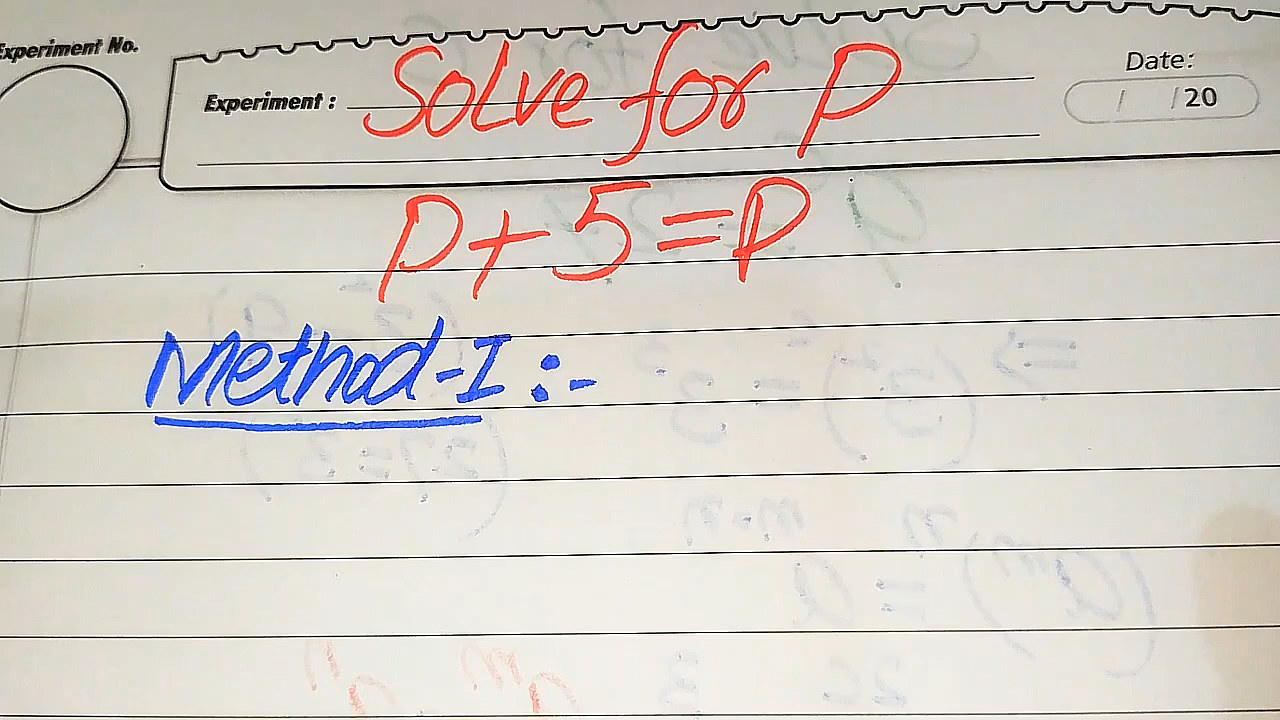 Experiment No.
Date:
Experiment : Solve for P
/ /20
P + 5 = P
Method-I :-